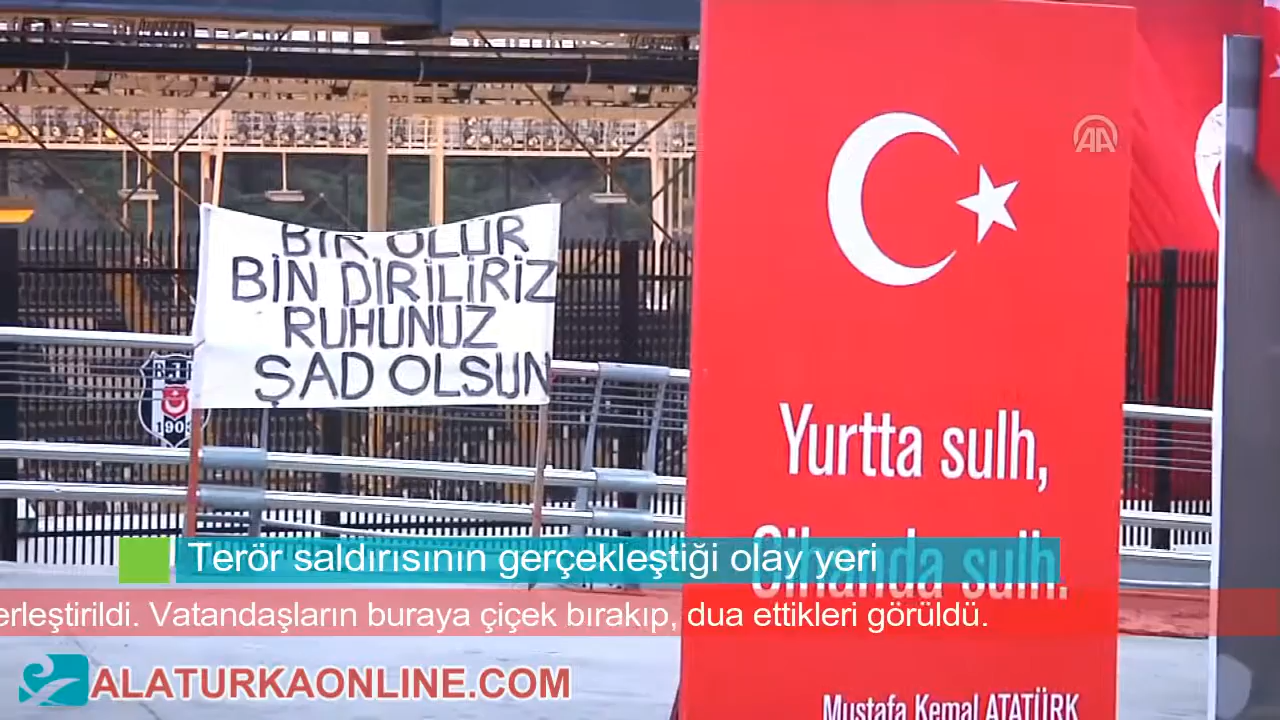 AA
BİR ÖLÜR
BİN DİRİLİRİZ
RUHUNUZ
ŞAD OLSUN
BJK
1903
Yurtta sulh,
Cihanda sulh.
Terör saldırısının gerçekleştiği olay yeri
erleştirildi. Vatandaşların buraya çiçek bırakıp, dua ettikleri görüldü.
ALATURKAONLINE.COM
Mustafa Kemal ATATÜRK